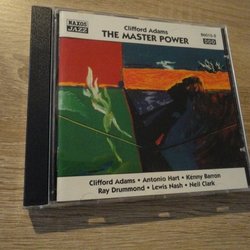 NAXOS
JAZZ
Clifford Adams
THE MASTER POWER
DDD
Clifford Adams • Antonio Hart • Kenny Barron
Ray Drummond • Lewis Nash • Neil Clark